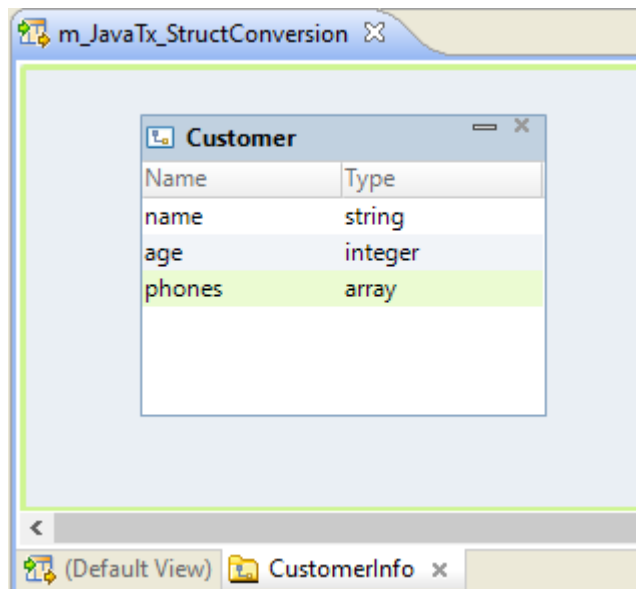 m_JavaTx_StructConversion
Customer
Name Type
name string
age integer
phones array
(Default View) CustomerInfo